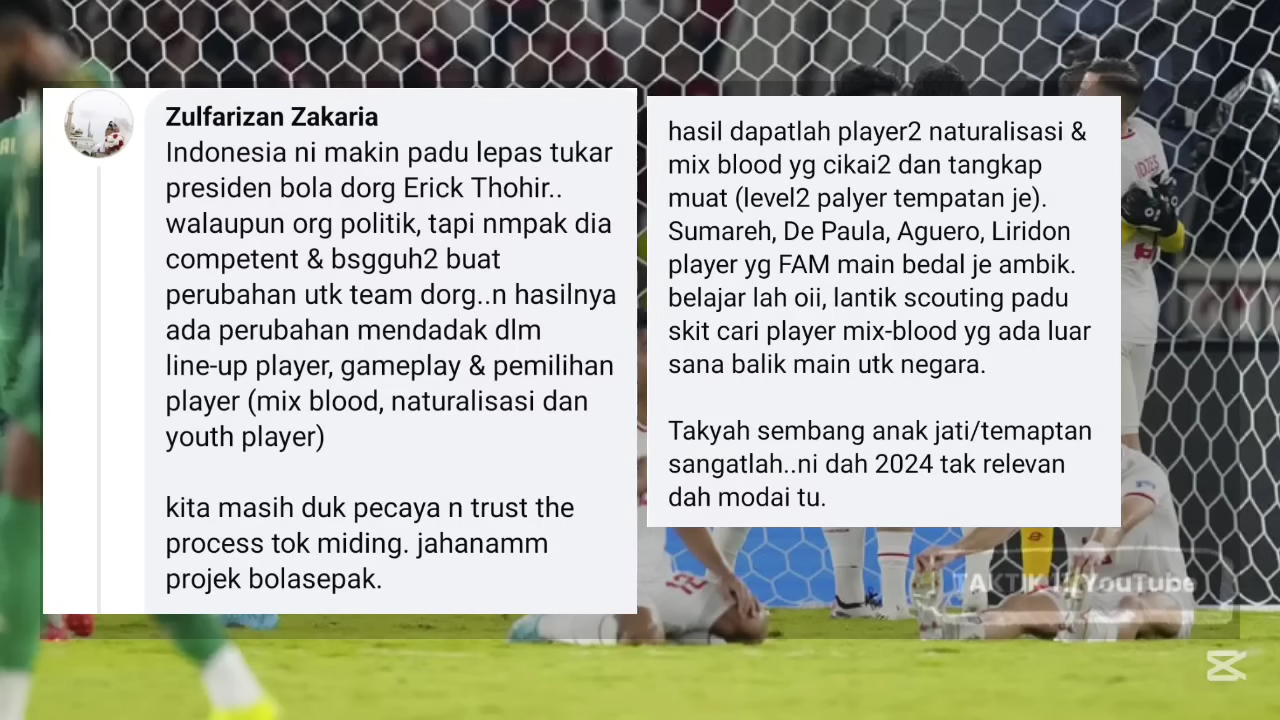 Zulfarizan Zakaria
Indonesia ni makin padu lepas tukar
presiden bola dorg Erick Thohir..
walaupun org politik, tapi nmpak dia
competent & bsgguh2 buat
perubahan utk team dorg..n hasilnya
ada perubahan mendadak dlm
line-up player, gameplay & pemilihan
player (mix blood, naturalisasi dan
youth player)
kita masih duk pecaya n trust the
process tok miding. jahanamm
projek bolasepak.
hasil dapatlah player2 naturalisasi &
mix blood yg cikai2 dan tangkap
muat (level2 palyer tempatan je).
Sumareh, De Paula, Aguero, Liridon
player yg FAM main bedal je ambik.
belajar lah oii, lantik scouting padu
skit cari player mix-blood yg ada luar
sana balik main utk negara.
Takyah sembang anak jati/temaptan
sangatlah..ni dah 2024 tak relevan
dah modai tu.
IDZES
12
YouTube